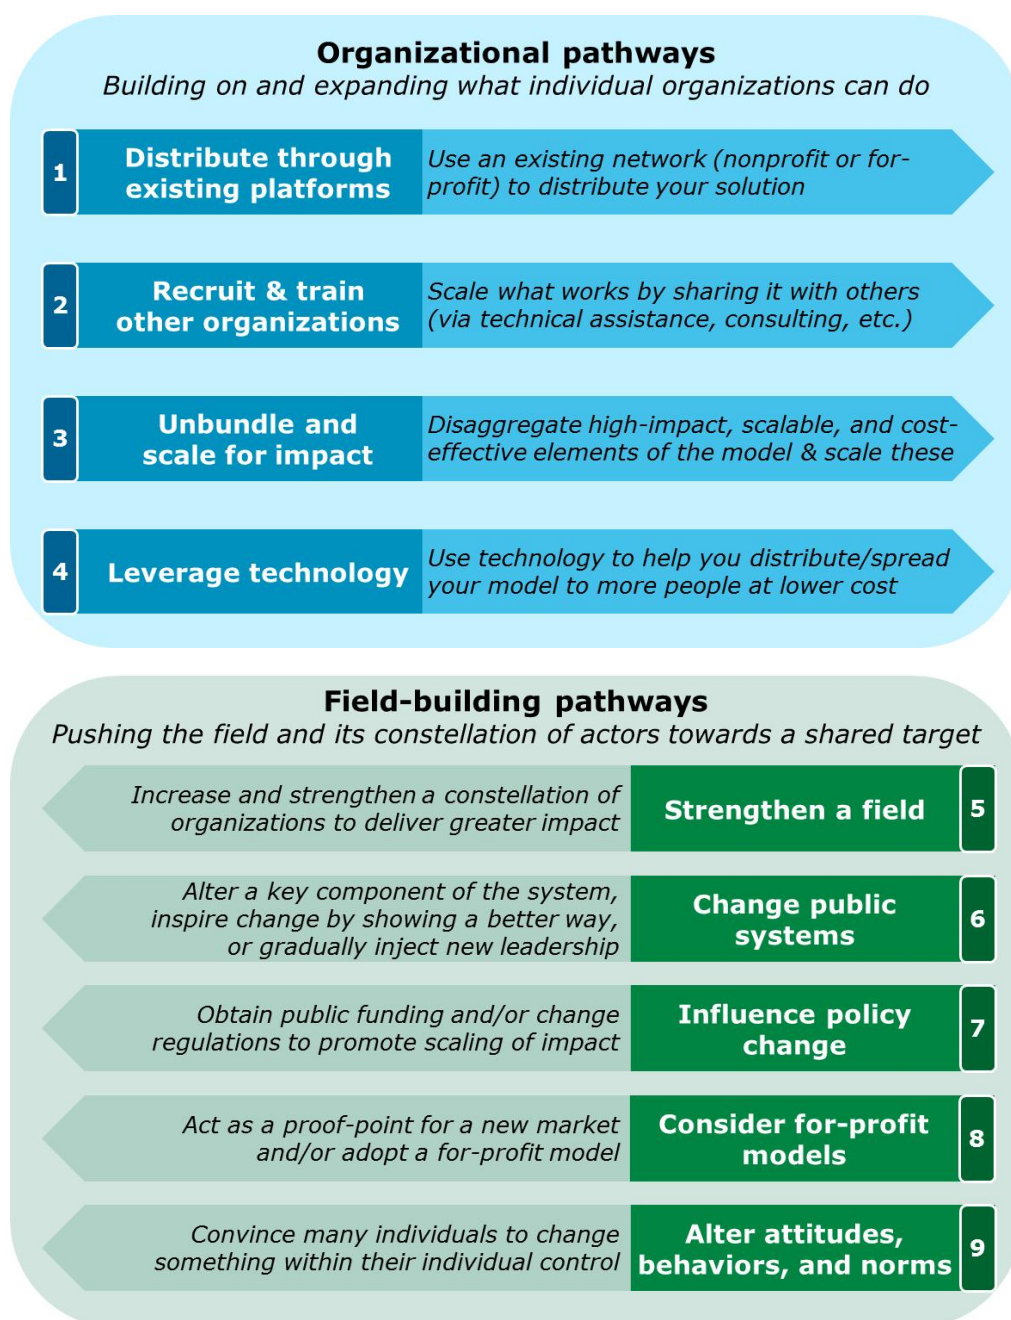 Organizational pathways
Building on and expanding what individual organizations can do
1
Distribute through
existing platforms
Use an existing network (nonprofit or for-
profit) to distribute your solution
2
Recruit & train
other organizations
Scale what works by sharing it with others
(via technical assistance, consulting, etc.)
3
Unbundle and
scale for impact
Disaggregate high-impact, scalable, and cost-
effective elements of the model & scale these
4
Leverage technology
Use technology to help you distribute/spread
your model to more people at lower cost
Field-building pathways
Pushing the field and its constellation of actors towards a shared target
Increase and strengthen a constellation of
organizations to deliver greater impact
Strengthen a field
5
Alter a key component of the system,
inspire change by showing a better way,
or gradually inject new leadership
Change public
systems
6
Obtain public funding and/or change
regulations to promote scaling of impact
Influence policy
change
7
Act as a proof-point for a new market
and/or adopt a for-profit model
Consider for-profit
models
8
Convince many individuals to change
something within their individual control
Alter attitudes,
behaviors, and norms
9